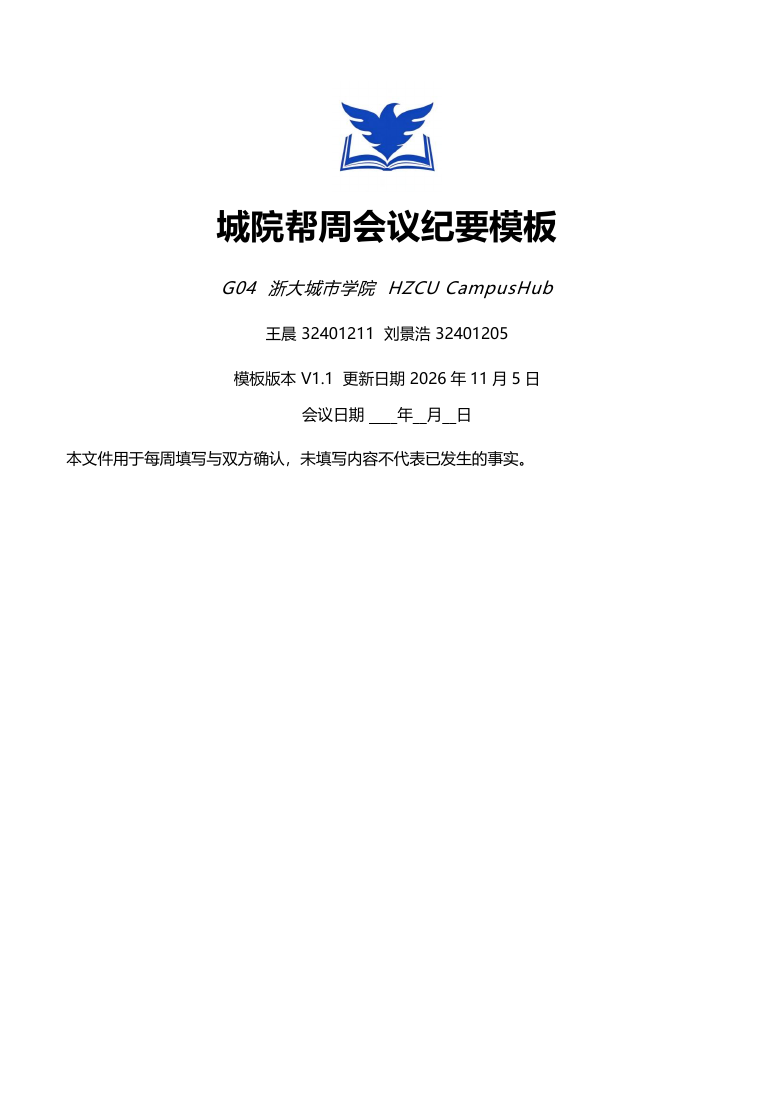 城院帮周会议纪要模板
G04 浙大城市学院 HZCU CampusHub
王晨 32401211 刘景浩 32401205
模板版本 V1.1 更新日期 2026 年 11 月 5 日
会议日期 ____年__月__日
本文件用于每周填写与双方确认，未填写内容不代表已发生的事实。